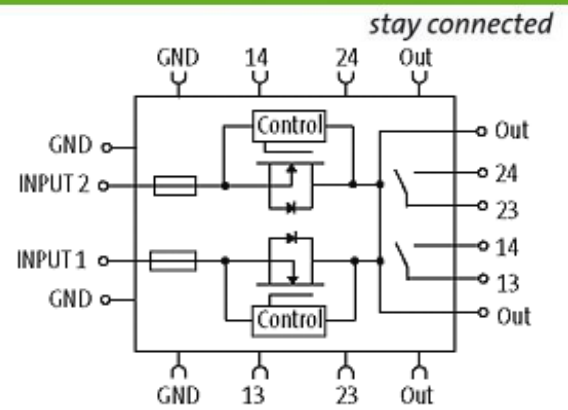 stay connected
GND 14 24 Out
Control
Out
GND
24
INPUT 2
23
14
INPUT 1
13
GND
Control
Out
GND 13 23 Out